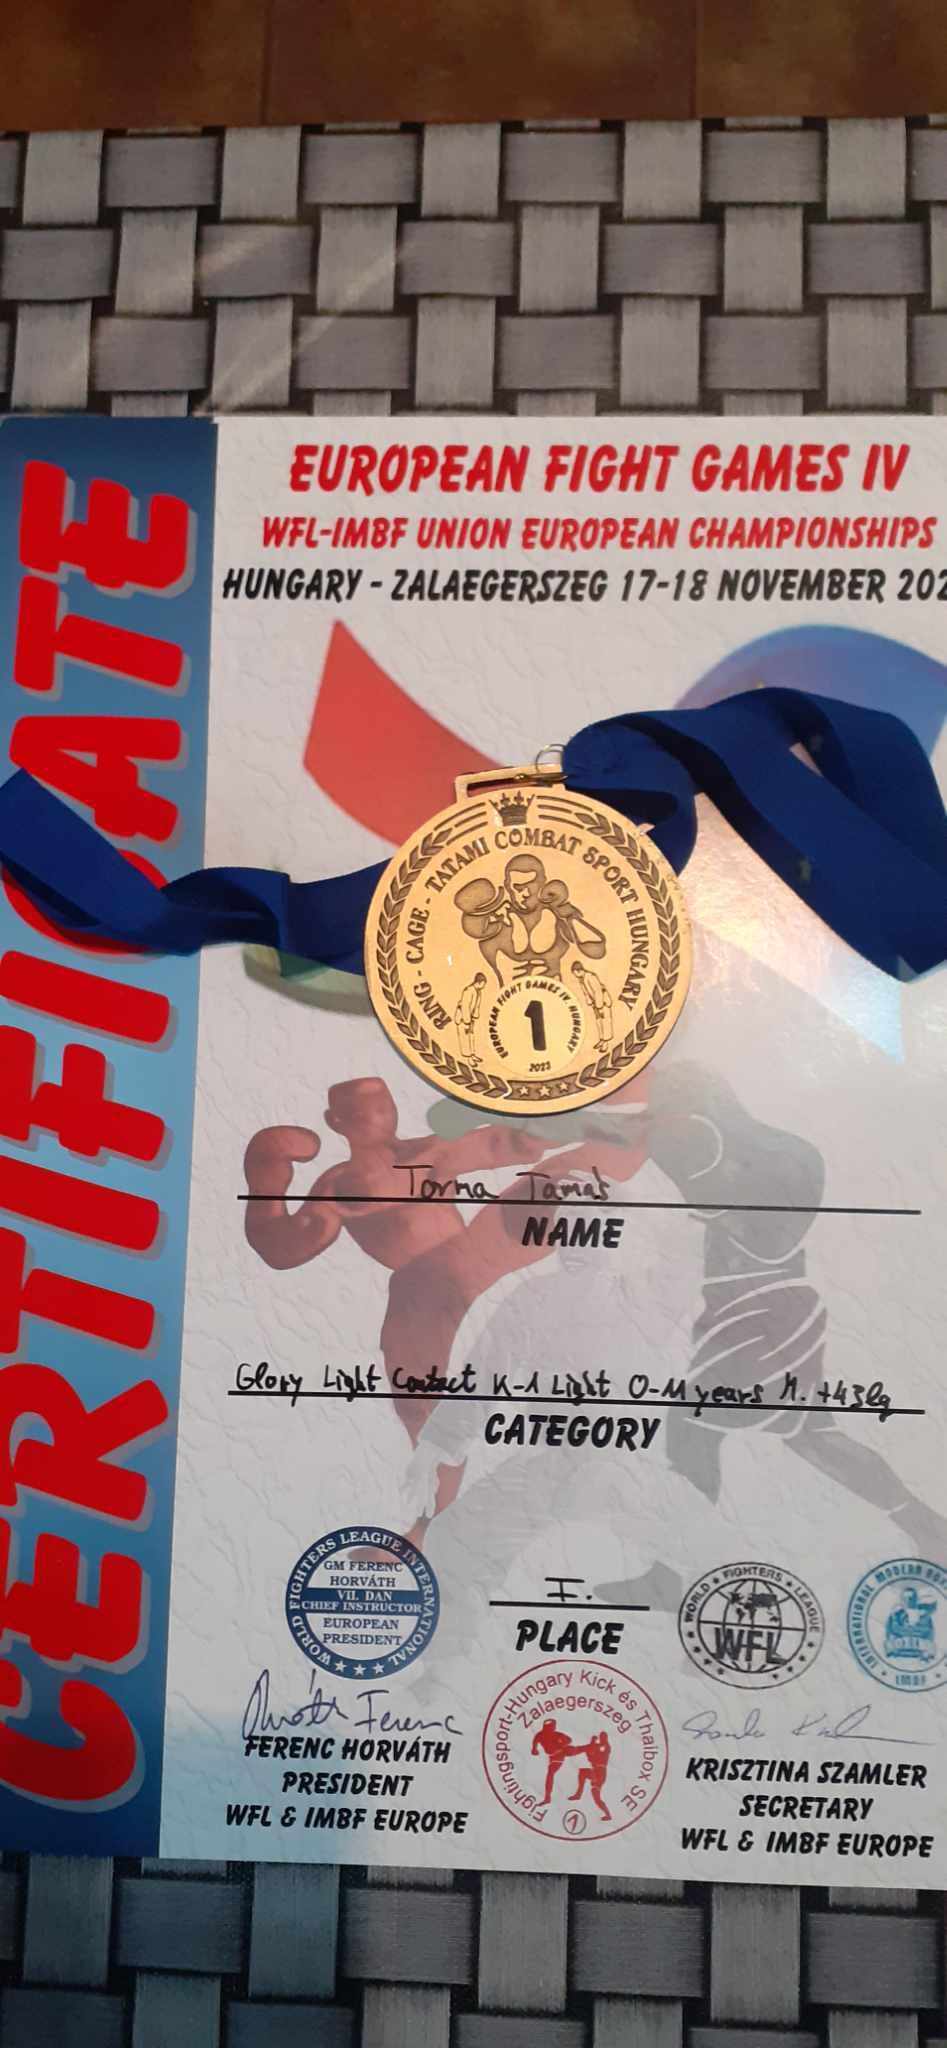 CERTIFICATE
EUROPEAN FIGHT GAMES IV
WFL-IMBF UNION EUROPEAN CHAMPIONSHIPS
HUNGARY - ZALAEGERSZEG 17-18 NOVEMBER 202
RING - CAGE - TATAMI COMBAT SPORT HUNGARY
EUROPEAN FIGHT GAMES IV. HUNGARY
1
2023
Torma Tamás
NAME
Glory Light Contact K-1 Light 0-11 years M. +43kg
CATEGORY
I.
PLACE
WORLD FIGHTERS LEAGUE INTERNATIONAL
GM FERENC
HORVÁTH
VII. DAN
CHIEF INSTRUCTOR
EUROPEAN
PRESIDENT
WORLD FIGHTERS LEAGUE
WFL
INTERNATIONAL MODERN
IMBF
Horváth Ferenc
FERENC HORVÁTH
PRESIDENT
WFL & IMBF EUROPE
Fightingsport-Hungary Kick és Thaibox SE
Zalaegerszeg
1
KRISZTINA SZAMLER
SECRETARY
WFL & IMBF EUROPE